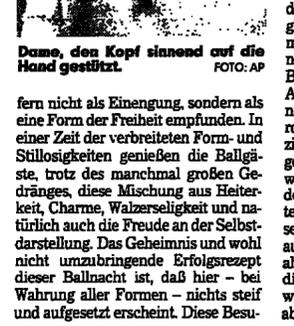 Dame, den Kopf sinnend auf die
Hand gestützt. FOTO: AP
fern nicht als Einengung, sondern als
eine Form der Freiheit empfunden. In
einer Zeit der verbreiteten Form- und
Stillosigkeiten genießen die Ballgä-
ste, trotz des manchmal großen Ge-
dränges, diese Mischung aus Heiter-
keit, Charme, Walzerseligkeit und na-
türlich auch die Freude an der Selbst-
darstellung. Das Geheimnis und wohl
nicht umzubringende Erfolgsrezept
dieser Ballnacht ist, daß hier – bei
Wahrung aller Formen – nichts steif
und aufgesetzt erscheint. Diese Besu-